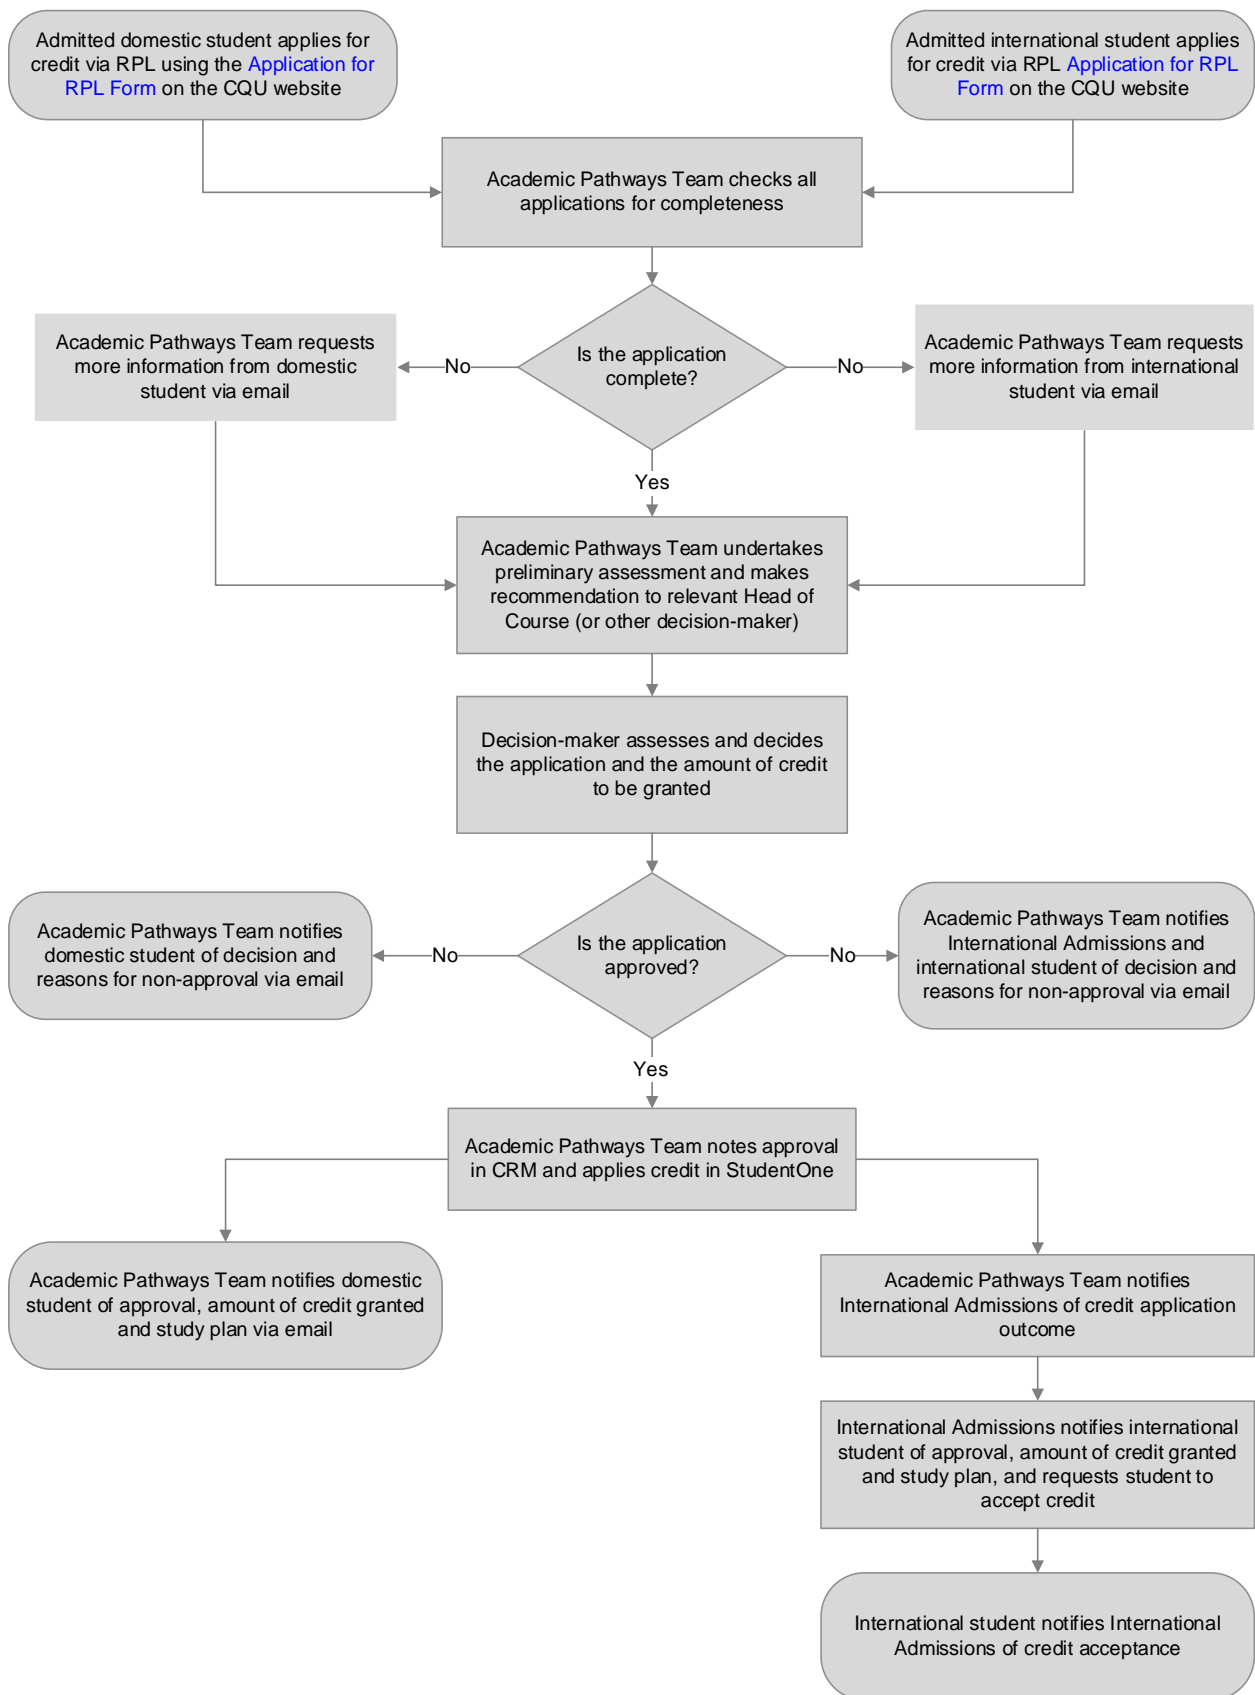 Admitted domestic student applies for
credit via RPL using the Application for
RPL Form on the CQU website
Admitted international student applies
for credit via RPL Application for RPL
Form on the CQU website
Academic Pathways Team checks all
applications for completeness
Academic Pathways Team requests
more information from domestic
student via email
No
Is the application
complete?
No
Academic Pathways Team requests
more information from international
student via email
Yes
Academic Pathways Team undertakes
preliminary assessment and makes
recommendation to relevant Head of
Course (or other decision-maker)
Decision-maker assesses and decides
the application and the amount of credit
to be granted
Academic Pathways Team notifies
domestic student of decision and
reasons for non-approval via email
No
Is the application
approved?
No
Academic Pathways Team notifies
International Admissions and
international student of decision and
reasons for non-approval via email
Yes
Academic Pathways Team notes approval
in CRM and applies credit in StudentOne
Academic Pathways Team notifies domestic
student of approval, amount of credit granted
and study plan via email
Academic Pathways Team notifies
International Admissions of credit application
outcome
International Admissions notifies international
student of approval, amount of credit granted
and study plan, and requests student to
accept credit
International student notifies International
Admissions of credit acceptance